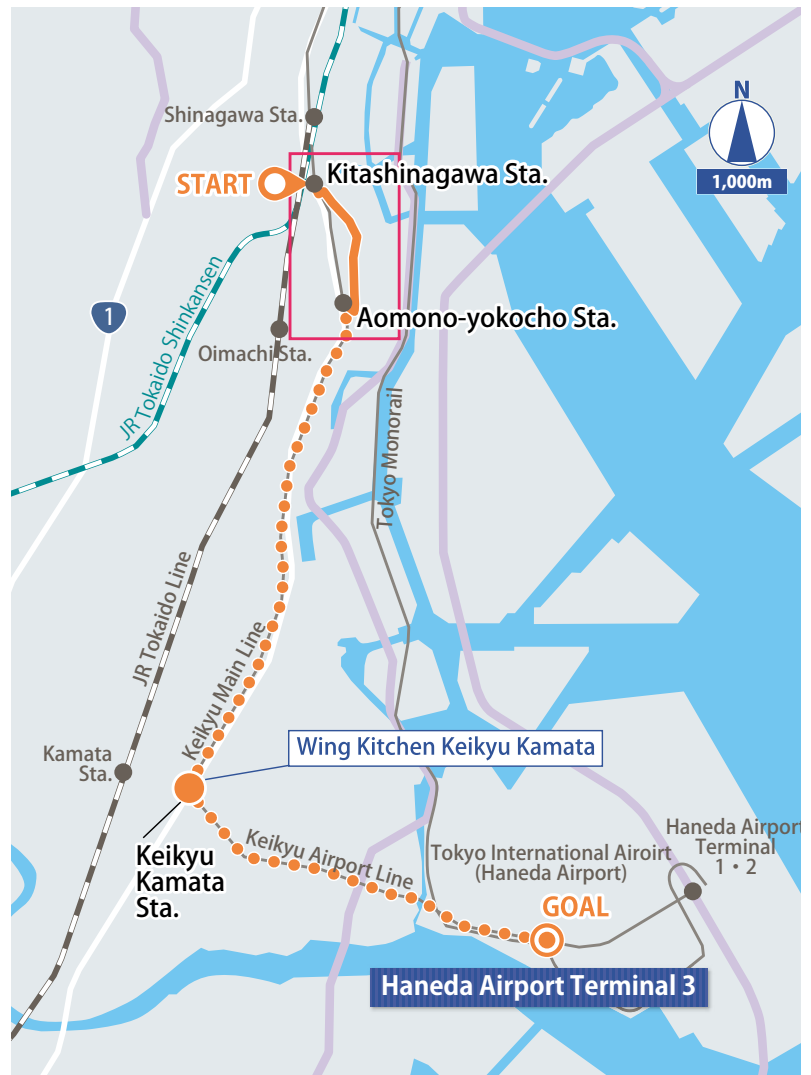 Shinagawa Sta.
N
1,000m
START
Kitashinagawa Sta.
Aomono-yokocho Sta.
1
JR Tokaido Shinkansen
Oimachi Sta.
Tokyo Monorail
JR Tokaido Line
Keikyu Main Line
Wing Kitchen Keikyu Kamata
Kamata
Sta.
Keikyu
Kamata
Sta.
Keikyu Airport Line
Tokyo International Airoirt
(Haneda Airport)
Haneda Airport
Terminal
1・2
GOAL
Haneda Airport Terminal 3